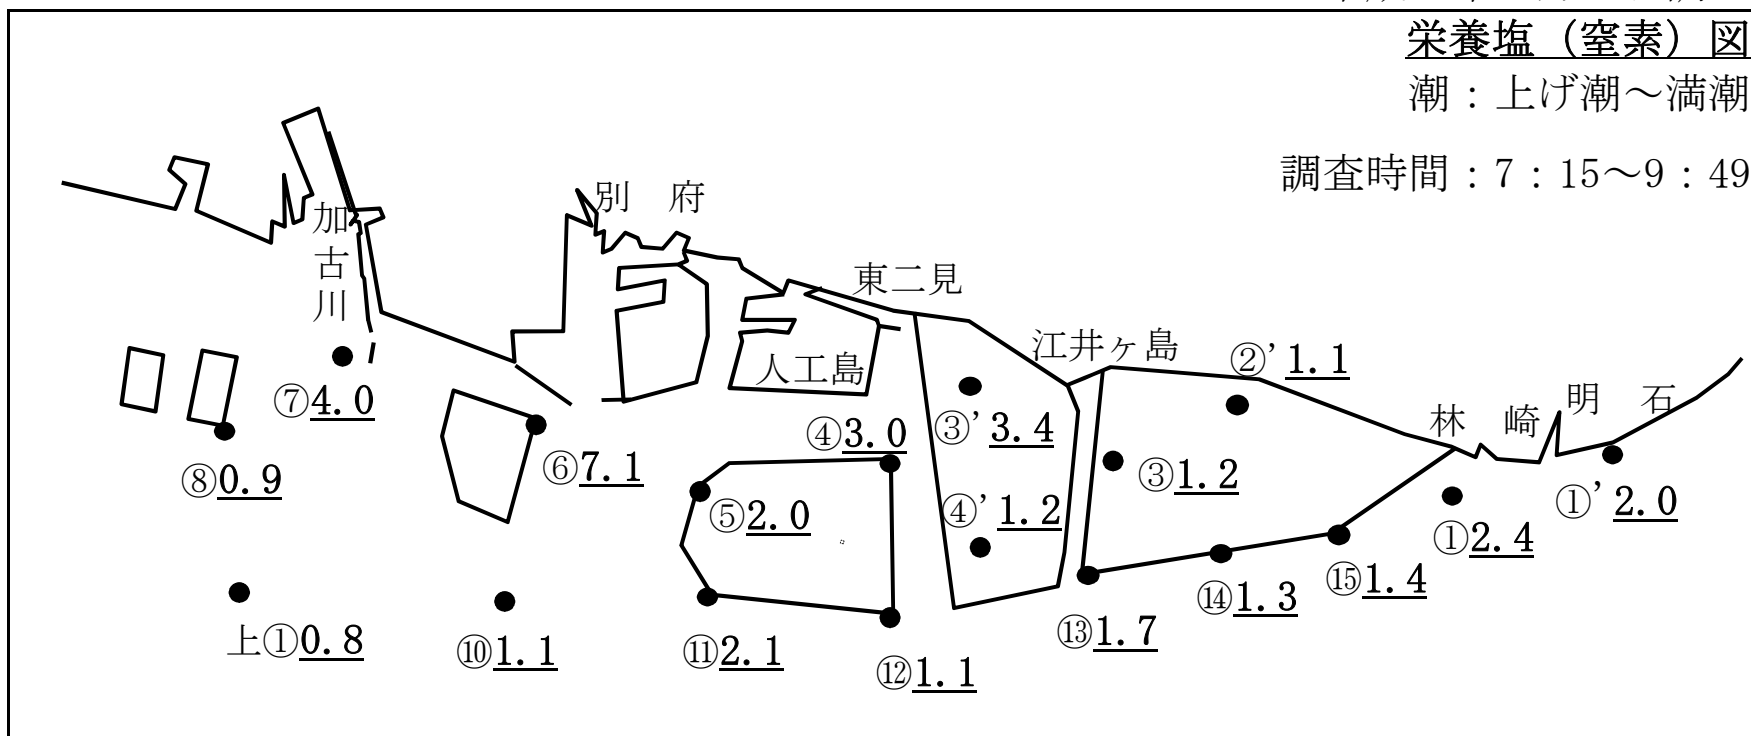 栄養塩（窒素）図
潮：上げ潮～満潮
調査時間：7：15～9：49
別 府
加古川
東二見
江井ヶ島
人工島
②' 1.1
明 石
林 崎
⑦4.0
④3.0
③' 3.4
⑥7.1
③1.2
⑧0.9
⑤2.0
④' 1.2
①' 2.0
①2.4
⑮1.4
⑭1.3
⑬1.7
上①0.8
⑩1.1
⑪2.1
⑫1.1